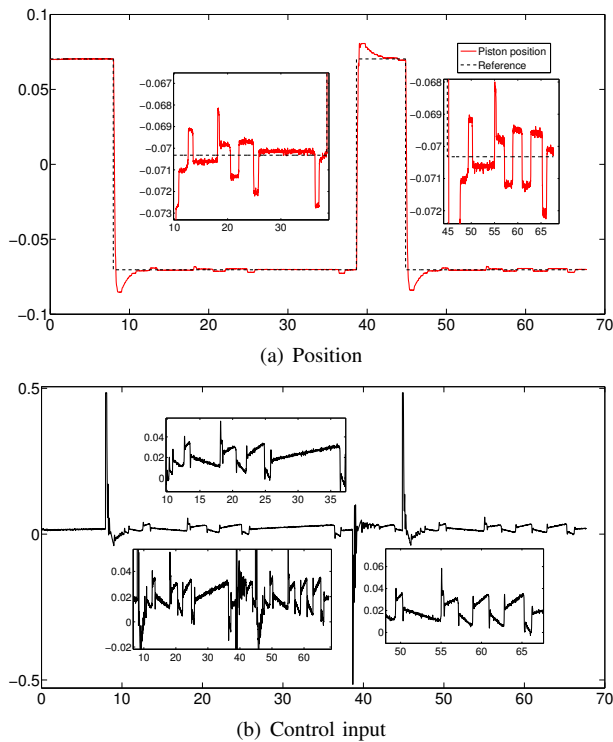 0.1
0.05
0
−0.05
−0.1
0 10 20 30 40 50 60 70
−0.067
−0.068
−0.069
−0.07
−0.071
−0.072
−0.073
10 20 30
Piston position
Reference
−0.068
−0.069
−0.07
−0.071
−0.072
45 50 55 60 65
(a) Position
0.5
0
−0.5
0 10 20 30 40 50 60 70
0.04
0.02
0
10 15 20 25 30 35
0.04
0.02
0
−0.02
10 20 30 40 50 60
0.06
0.04
0.02
0
50 55 60 65
(b) Control input